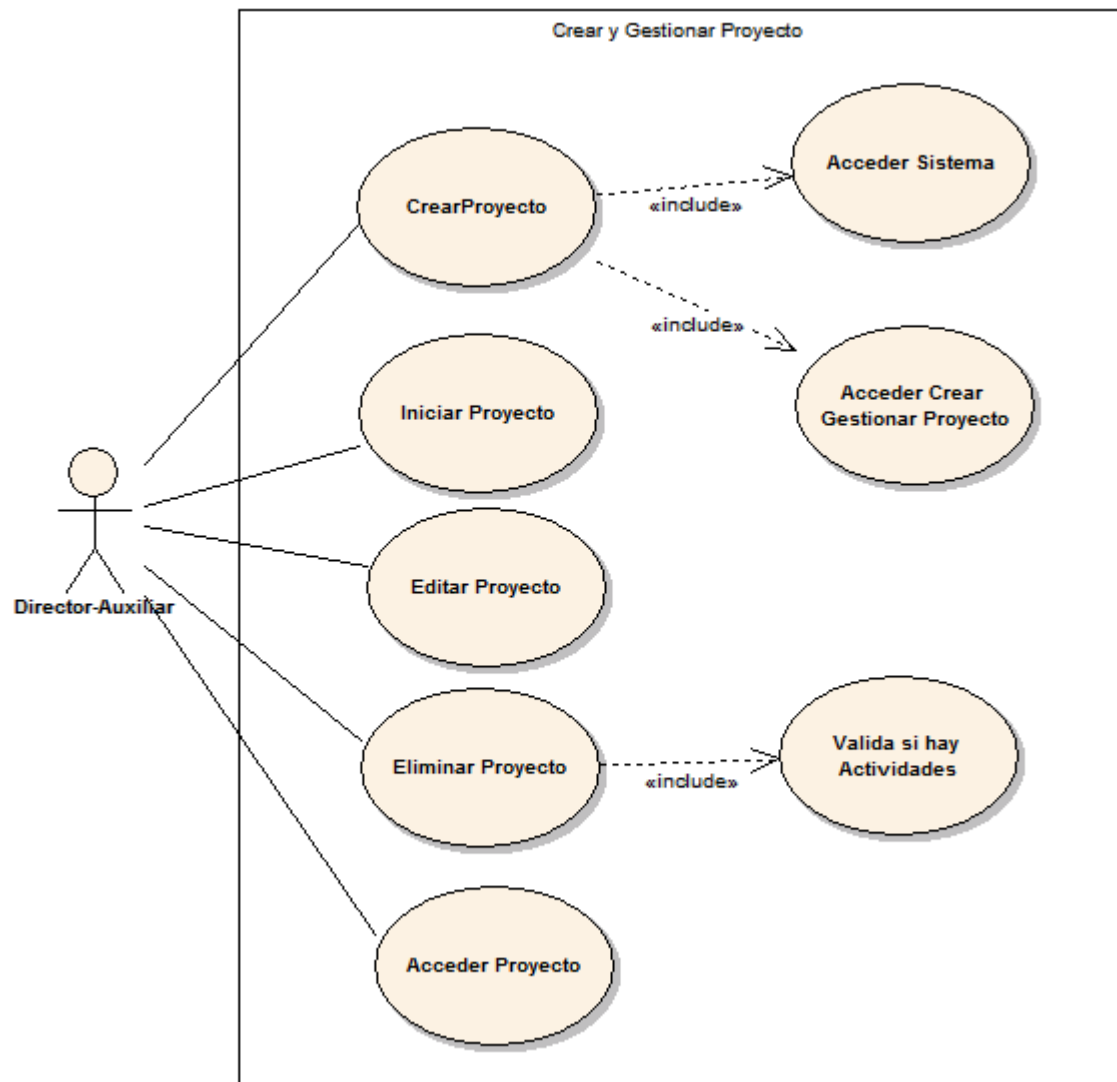 Crear y Gestionar Proyecto
Acceder Sistema
CrearProyecto
«include»
«include»
Acceder Crear
Gestionar Proyecto
Iniciar Proyecto
Editar Proyecto
Director-Auxiliar
Valida si hay
Actividades
Eliminar Proyecto
«include»
Acceder Proyecto